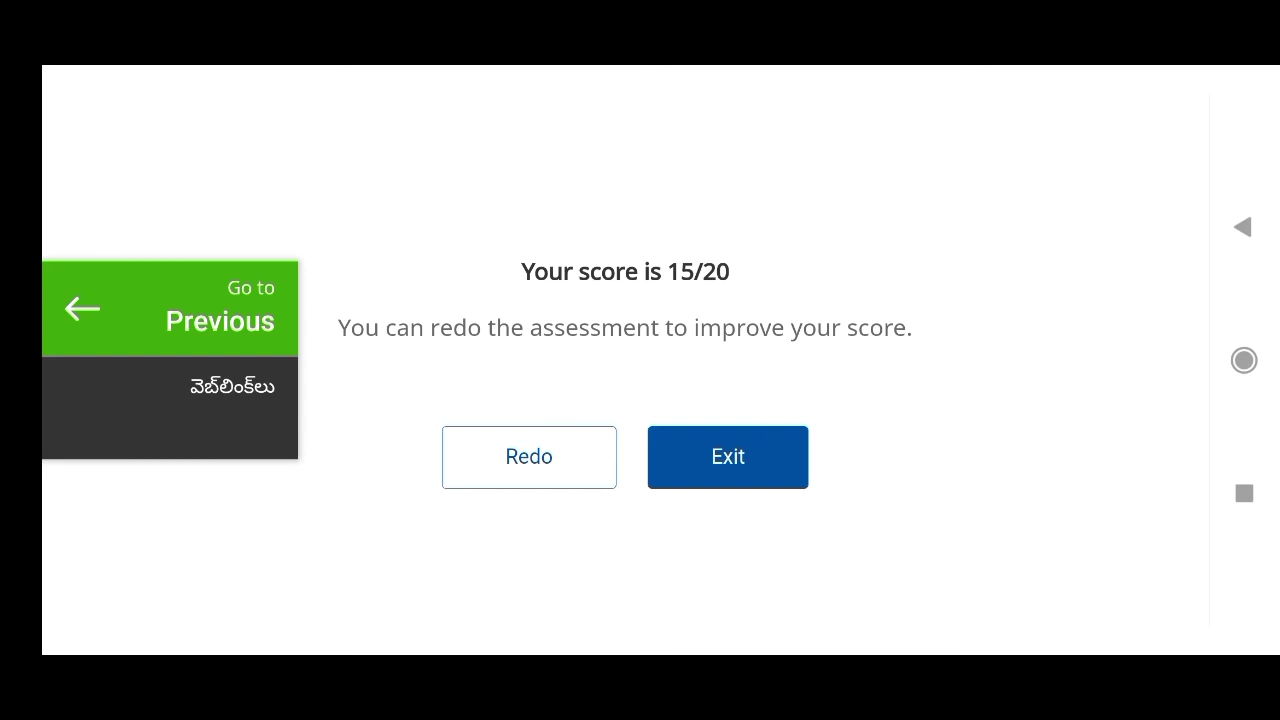 Your score is 15/20
You can redo the assessment to improve your score.
Go to
Previous
వెబ్‌లింక్‌లు
Redo
Exit